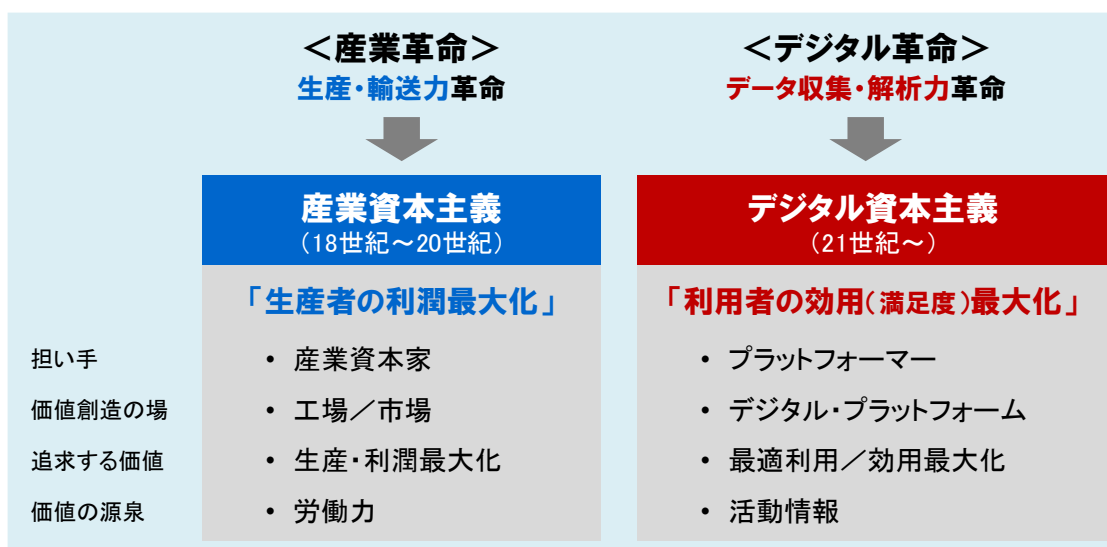 ＜産業革命＞
生産・輸送力革命
＜デジタル革命＞
データ収集・解析力革命
産業資本主義
（18世紀～20世紀）
デジタル資本主義
（21世紀～）
「生産者の利潤最大化」
「利用者の効用（満足度）最大化」
担い手
• 産業資本家
• プラットフォーマー
価値創造の場
• 工場／市場
• デジタル・プラットフォーム
追求する価値
• 生産・利潤最大化
• 最適利用／効用最大化
価値の源泉
• 労働力
• 活動情報